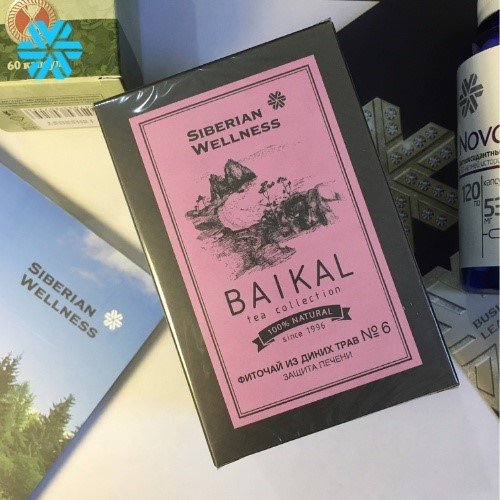 60 капсул
SIBERIAN
WELLNESS
BAIKAL
tea collection
100% NATURAL
since 1996
ФИТОЧАЙ ИЗ ДИКИХ ТРАВ № 6
ЗАЩИТА ПЕЧЕНИ
SIBERIAN
WELLNESS
NOVO
120
КАПС